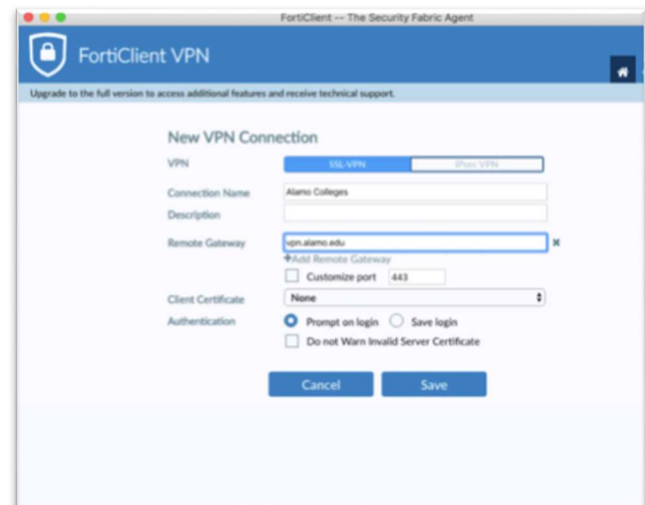 FortiClient -- The Security Fabric Agent
FortiClient VPN
Upgrade to the full version to access additional features and receive technical support.
New VPN Connection
VPN SSL-VPN IPsec VPN
Connection Name Alamo Colleges
Description
Remote Gateway vpn.alamo.edu
+Add Remote Gateway
Customize port 443
Client Certificate None
Authentication Prompt on login Save login
Do not Warn Invalid Server Certificate
Cancel Save